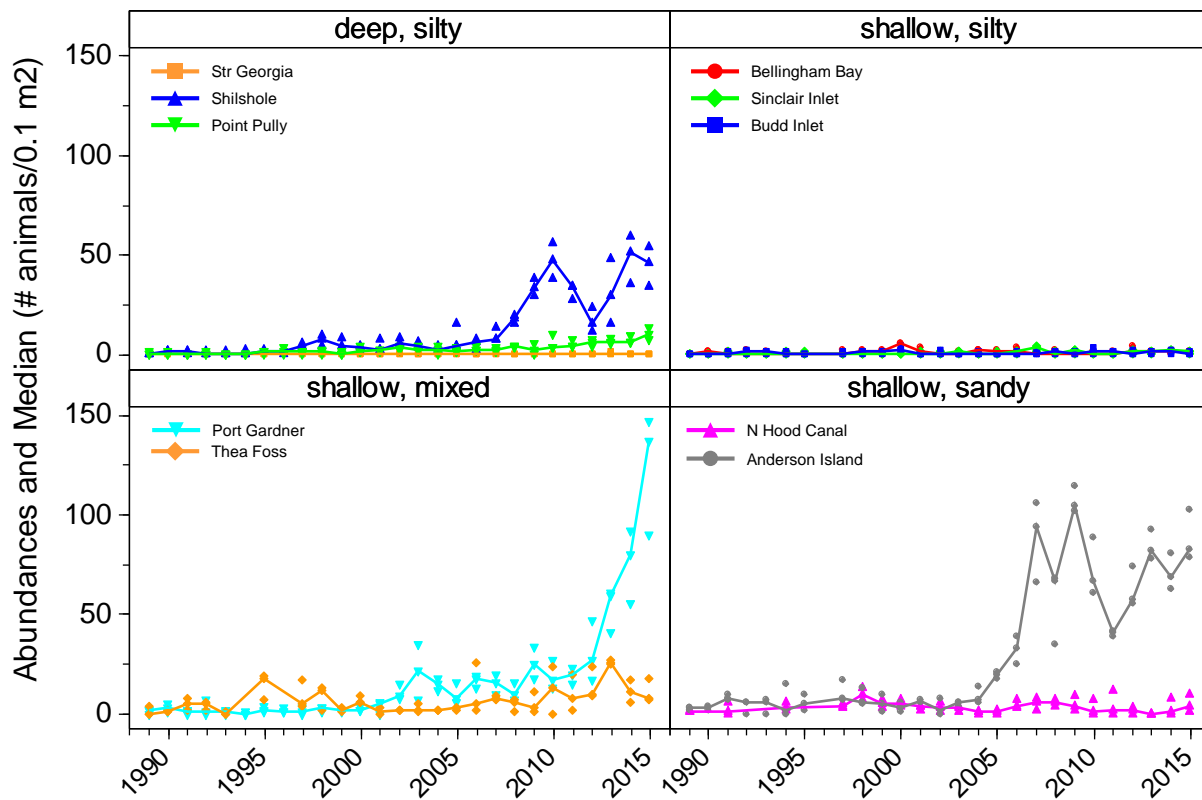 Abundances and Median (# animals/0.1 m2)
deep, silty
150
100
50
0
Str Georgia
Shilshole
Point Pully
shallow, silty
Bellingham Bay
Sinclair Inlet
Budd Inlet
shallow, mixed
150
100
50
0
Port Gardner
Thea Foss
shallow, sandy
N Hood Canal
Anderson Island
1990
1995
2000
2005
2010
2015
1990
1995
2000
2005
2010
2015